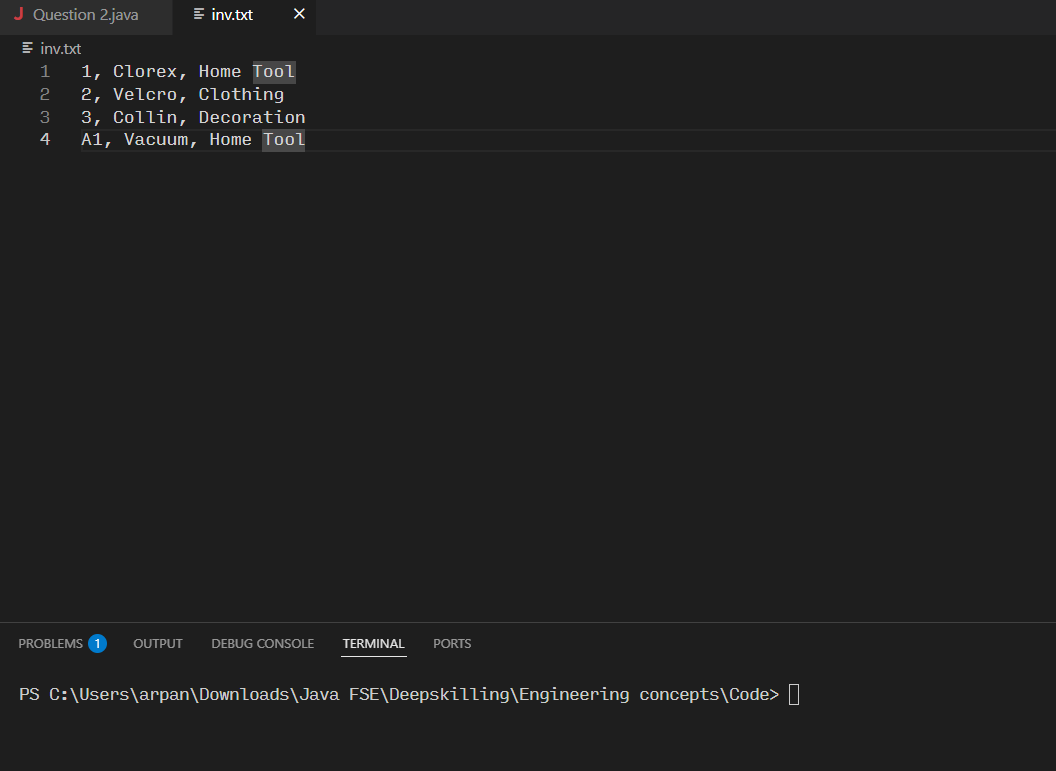 J Question 2.java inv.txt ×
inv.txt
1 1, Clorex, Home Tool
2 2, Velcro, Clothing
3 3, Collin, Decoration
4 A1, Vacuum, Home Tool
PROBLEMS 1 OUTPUT DEBUG CONSOLE TERMINAL PORTS
PS C:\Users\arpan\Downloads\Java FSE\Deepskilling\Engineering concepts\Code>